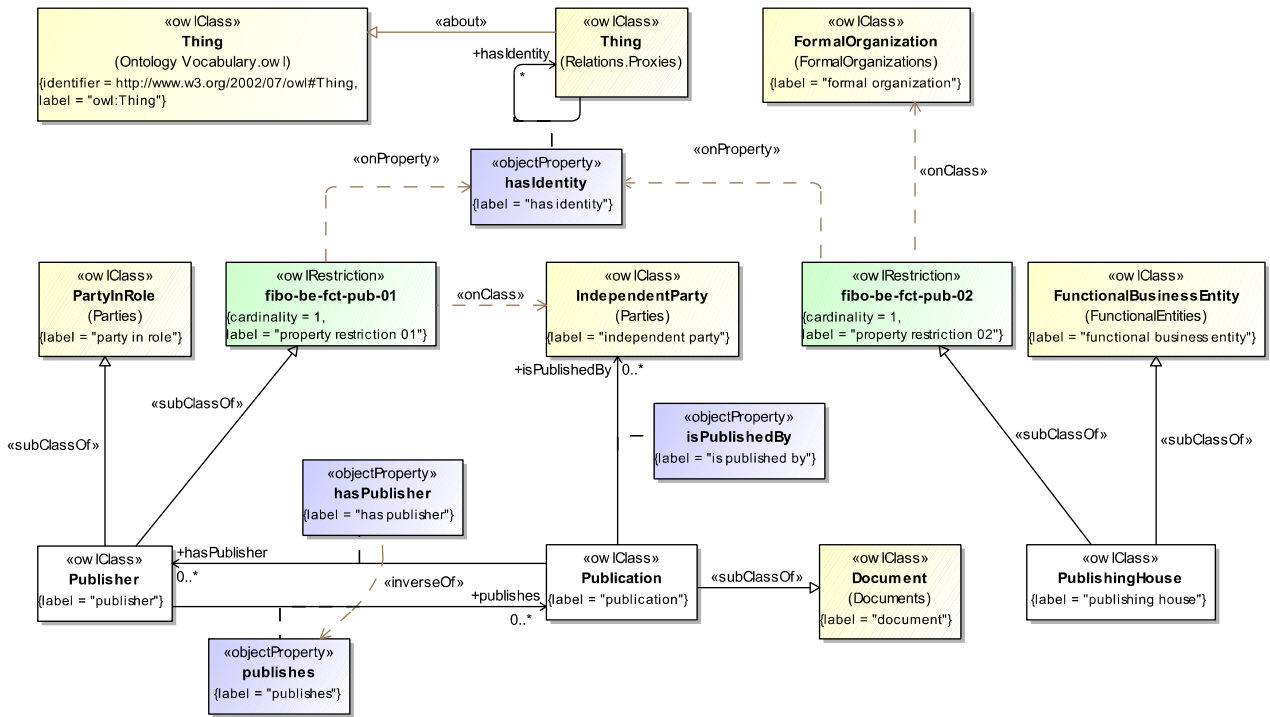 «owlClass»
Thing
(Ontology Vocabulary.owl)
{identifier = http://www.w3.org/2002/07/owl#Thing,
label = "owl:Thing"}
«about»
«owlClass»
Thing
(Relations.Proxies)
+hasIdentity
*
«owlClass»
FormalOrganization
(FormalOrganizations)
{label = "formal organization"}
«onProperty»
«objectProperty»
hasIdentity
{label = "has identity"}
«onProperty»
«onClass»
«owlClass»
PartyInRole
(Parties)
{label = "party in role"}
«owlRestriction»
fibo-be-fct-pub-01
{cardinality = 1,
label = "property restriction 01"}
«onClass»
«owlClass»
IndependentParty
(Parties)
{label = "independent party"}
«owlRestriction»
fibo-be-fct-pub-02
{cardinality = 1,
label = "property restriction 02"}
«owlClass»
FunctionalBusinessEntity
(FunctionalEntities)
{label = "functional business entity"}
+isPublishedBy
0..*
«subClassOf»
«subClassOf»
«objectProperty»
isPublishedBy
{label = "is published by"}
«subClassOf»
«subClassOf»
«objectProperty»
hasPublisher
{label = "has publisher"}
«owlClass»
Publisher
{label = "publisher"}
+hasPublisher
0..*
«inverseOf»
+publishes
0..*
«owlClass»
Publication
{label = "publication"}
«subClassOf»
«owlClass»
Document
(Documents)
{label = "document"}
«owlClass»
PublishingHouse
{label = "publishing house"}
«objectProperty»
publishes
{label = "publishes"}